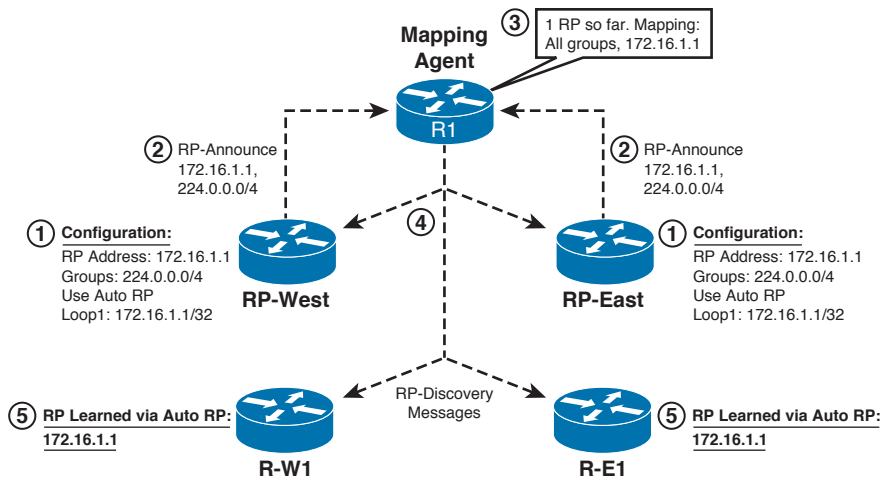 Mapping
Agent
3
1 RP so far. Mapping:
All groups, 172.16.1.1
R1
2
RP-Announce
172.16.1.1,
224.0.0.0/4
2
RP-Announce
172.16.1.1,
224.0.0.0/4
1
Configuration:
RP Address: 172.16.1.1
Groups: 224.0.0.0/4
Use Auto RP
Loop1: 172.16.1.1/32
RP-West
4
RP-East
1
Configuration:
RP Address: 172.16.1.1
Groups: 224.0.0.0/4
Use Auto RP
Loop1: 172.16.1.1/32
RP-Discovery
Messages
5
RP Learned via Auto RP:
172.16.1.1
R-W1
R-E1
5
RP Learned via Auto RP:
172.16.1.1